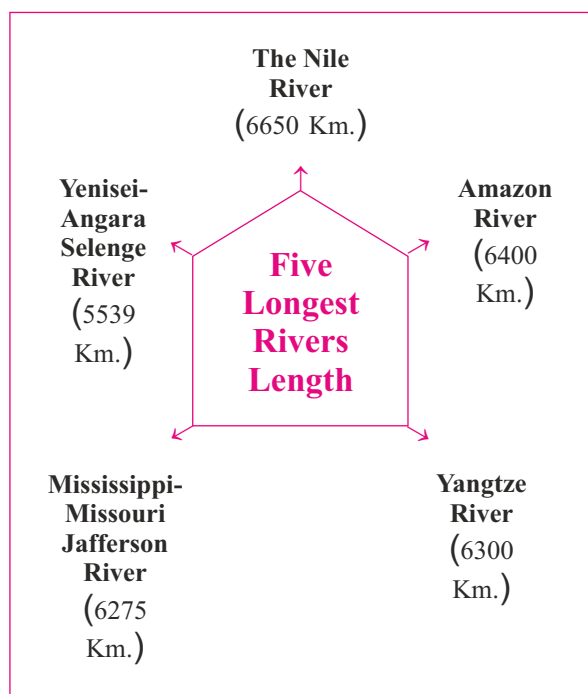 The Nile
River
(6650 Km.)
Yenisei-
Angara
Selenge
River
(5539
Km.)
Amazon
River
(6400
Km.)
Five
Longest
Rivers
Length
Mississippi-
Missouri
Jafferson
River
(6275
Km.)
Yangtze
River
(6300
Km.)